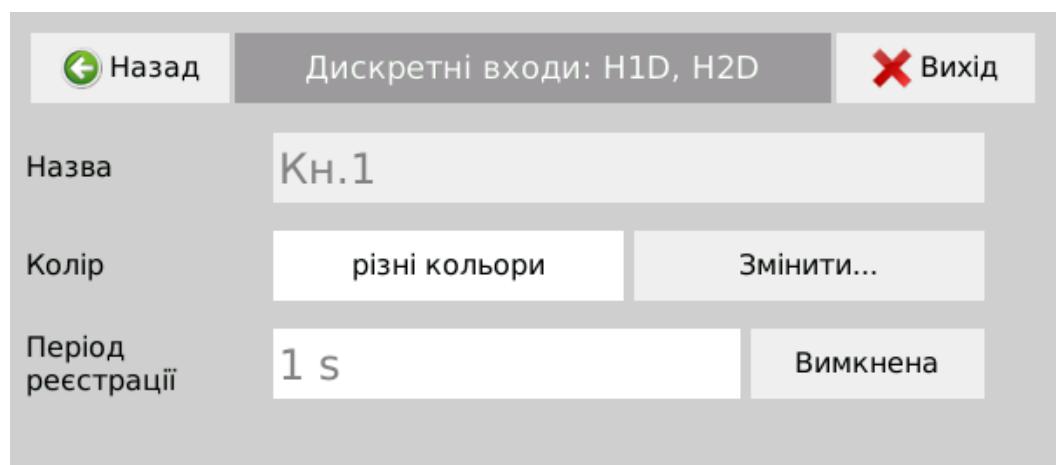 Назад Дискретні входи: H1D, H2D Вихід
Назва Кн.1
Колір різні кольори Змінити...
Період
реєстрації 1 s Вимкнена